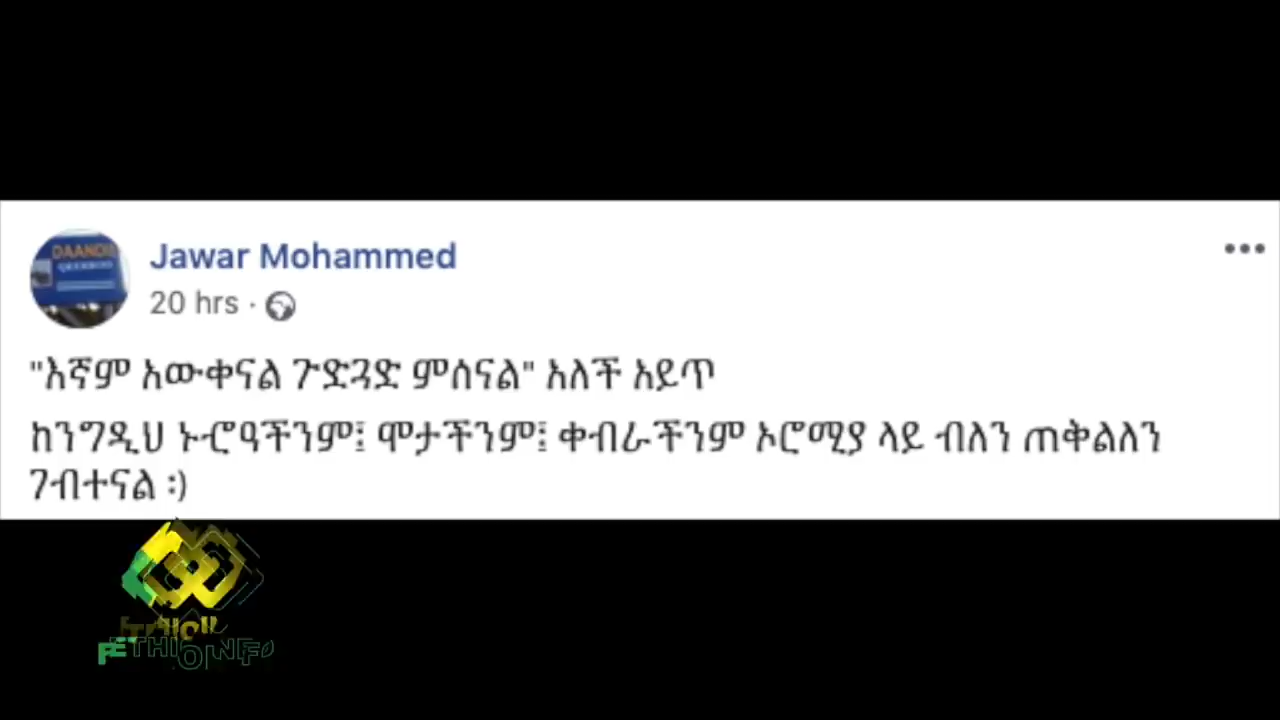 Jawar Mohammed
20 hrs ·
"እኛም አውቀናል ጉድጓድ ምሰናል" አለች አይጥ
ከንግዲህ ኑሮዓችንም፤ ሞታችንም፤ ቀብራችንም ኦሮሚያ ላይ ብለን ጠቅልለን
ገብተናል ፡)
ETHIOINFO